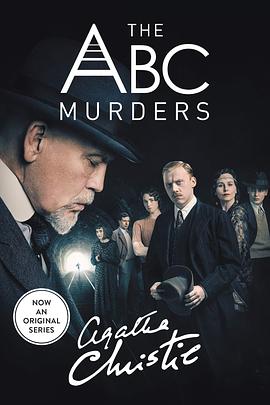 THE
ABC
MURDERS
NOW
AN
ORIGINAL
SERIES
Agatha
Christie